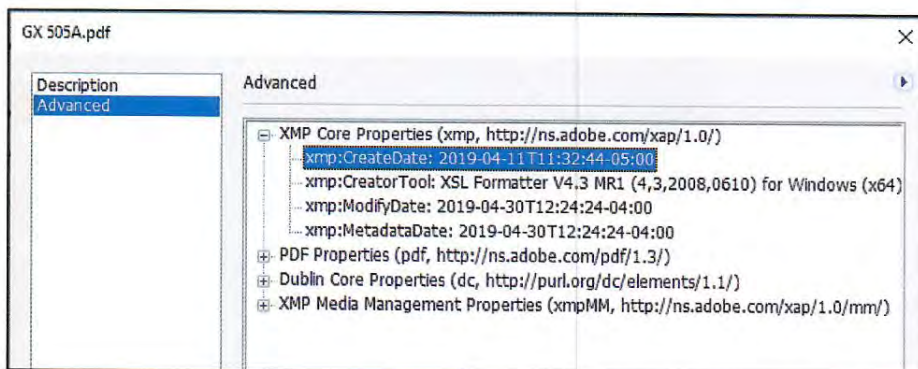 GX 505A.pdf
Description
Advanced
Advanced
XMP Core Properties (xmp, http://ns.adobe.com/xap/1.0/)
xmp:CreateDate: 2019-04-11T11:32:44-05:00
xmp:CreatorTool: XSL Formatter V4.3 MR1 (4,3,2008,0610) for Windows (x64)
xmp:ModifyDate: 2019-04-30T12:24:24-04:00
xmp:MetadataDate: 2019-04-30T12:24:24-04:00
PDF Properties (pdf, http://ns.adobe.com/pdf/1.3/)
Dublin Core Properties (dc, http://purl.org/dc/elements/1.1/)
XMP Media Management Properties (xmpMM, http://ns.adobe.com/xap/1.0/mm/)